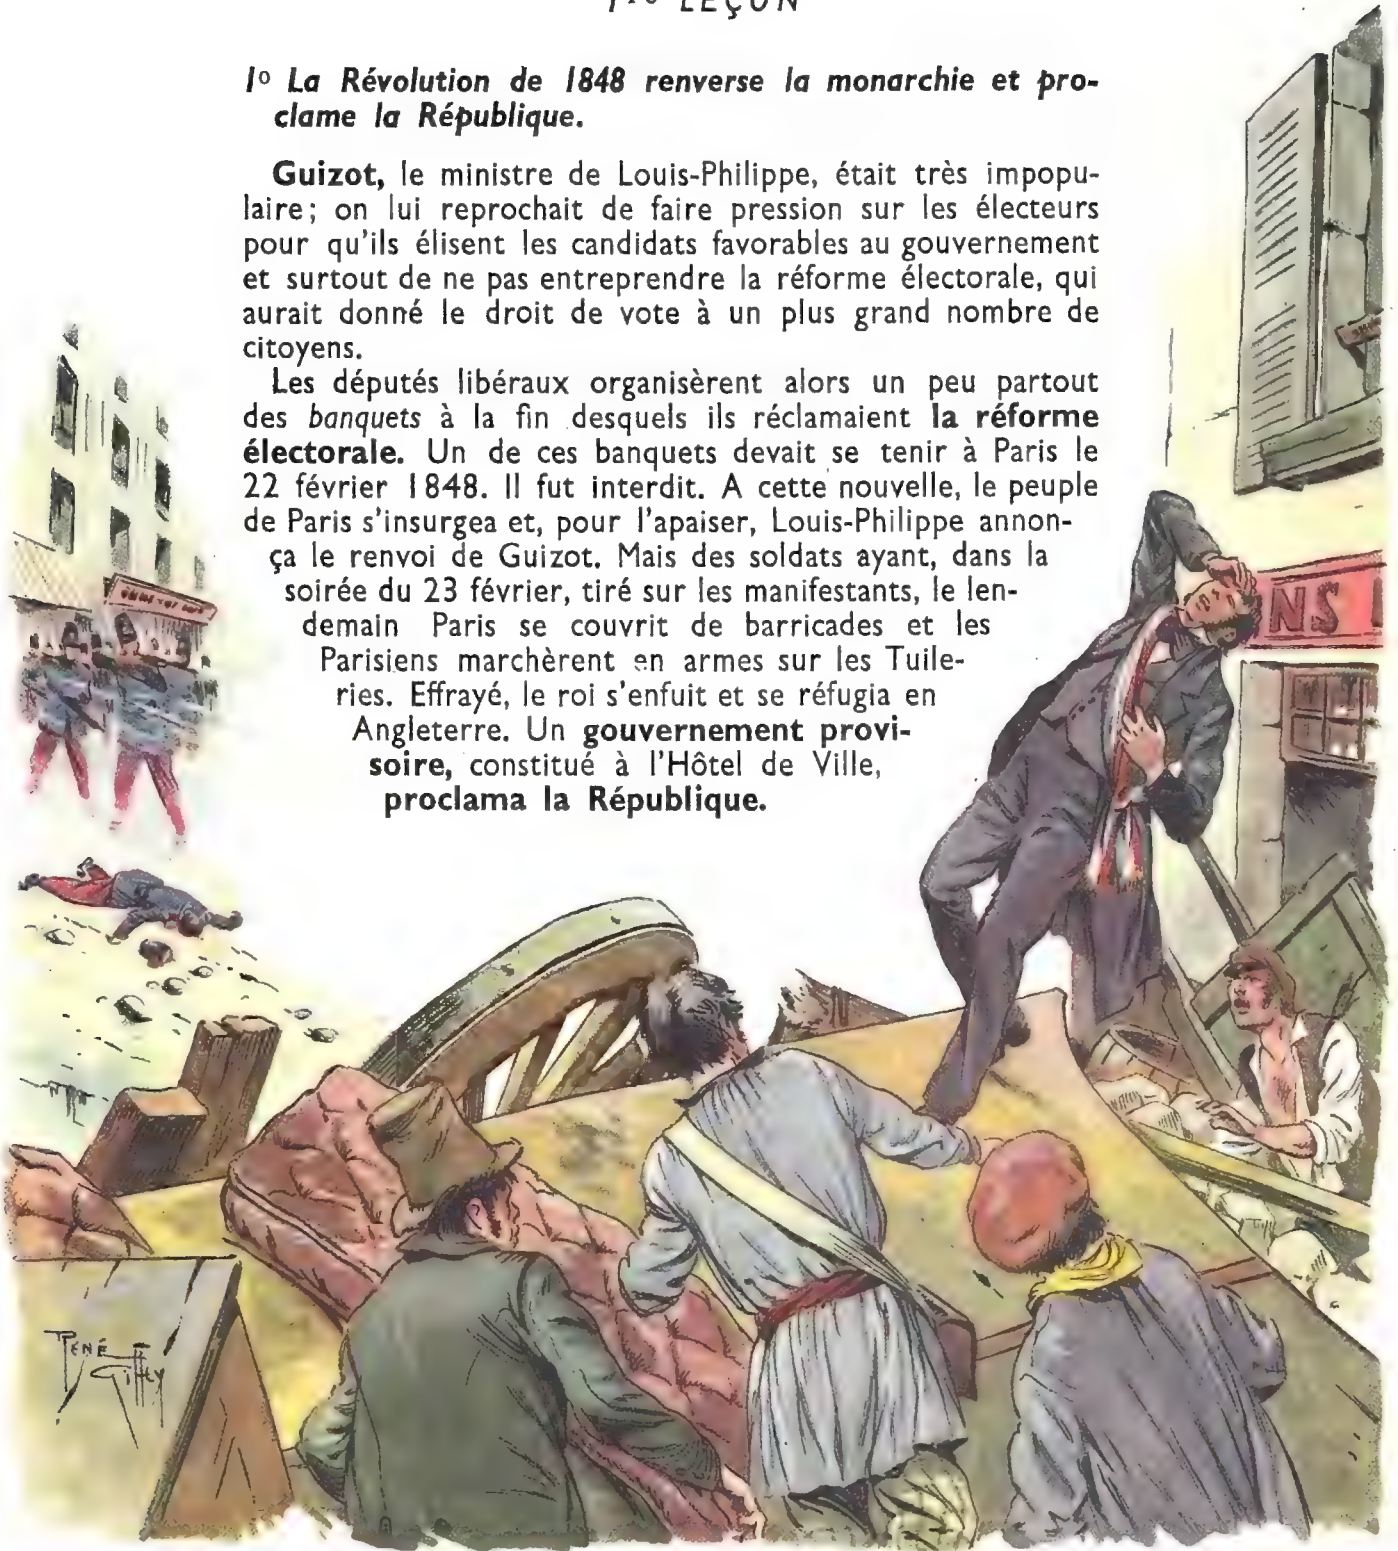 1re LEÇON
1o La Révolution de 1848 renverse la monarchie et pro-
clame la République.
Guizot, le ministre de Louis-Philippe, était très impopu-
laire; on lui reprochait de faire pression sur les électeurs
pour qu'ils élisent les candidats favorables au gouvernement
et surtout de ne pas entreprendre la réforme électorale, qui
aurait donné le droit de vote à un plus grand nombre de
citoyens.
Les députés libéraux organisèrent alors un peu partout
des banquets à la fin desquels ils réclamaient la réforme
électorale. Un de ces banquets devait se tenir à Paris le
22 février 1848. Il fut interdit. A cette nouvelle, le peuple
de Paris s'insurgea et, pour l'apaiser, Louis-Philippe annon-
ça le renvoi de Guizot. Mais des soldats ayant, dans la
soirée du 23 février, tiré sur les manifestants, le len-
demain Paris se couvrit de barricades et les
Parisiens marchèrent en armes sur les Tuile-
ries. Effrayé, le roi s'enfuit et se réfugia en
Angleterre. Un gouvernement provi-
soire, constitué à l'Hôtel de Ville,
proclama la République.
NS
RENÉ
Giffey